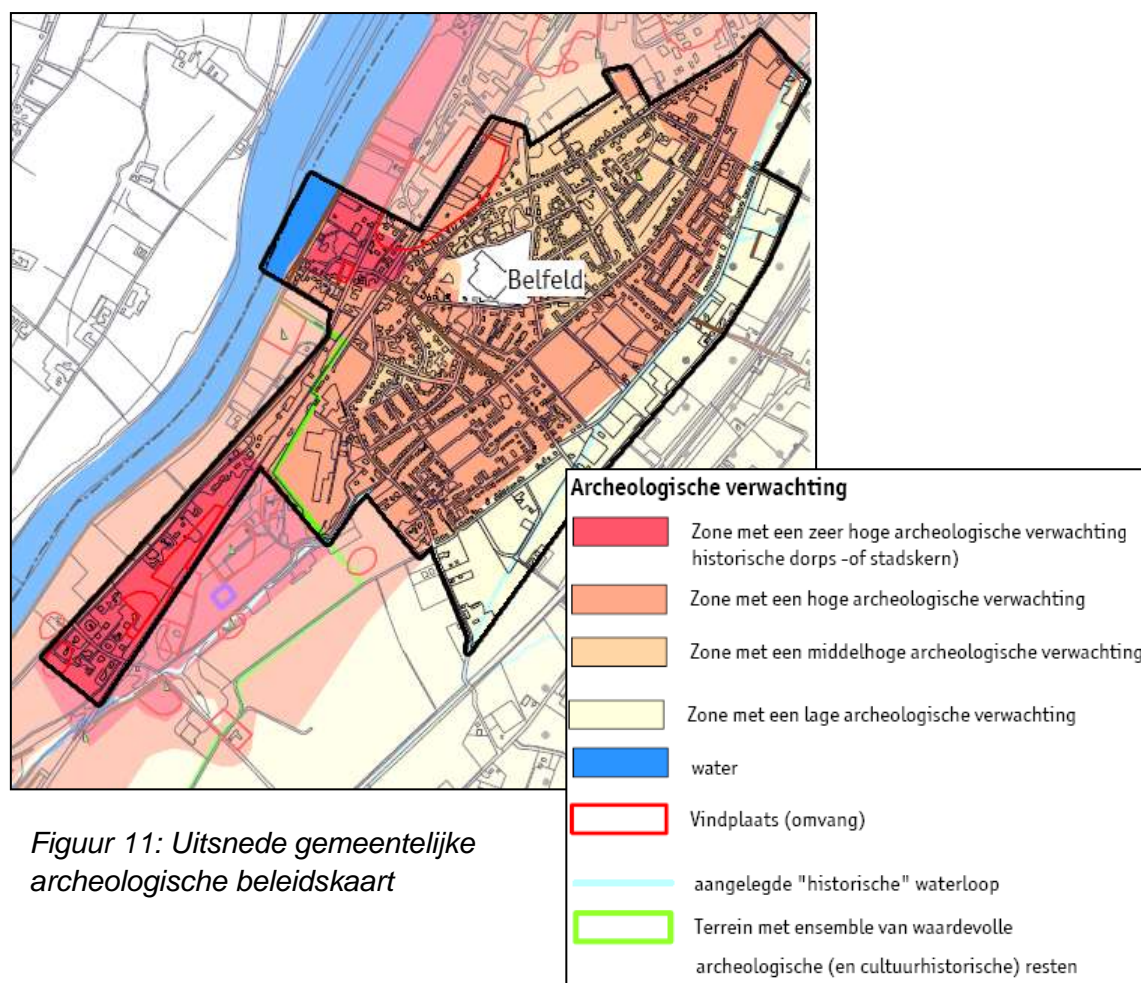 Belfeld
Archeologische verwachting
Zone met een zeer hoge archeologische verwachting
historische dorps -of stadskern)
Zone met een hoge archeologische verwachting
Zone met een middelhoge archeologische verwachting
Zone met een lage archeologische verwachting
water
Vindplaats (omvang)
aangelegde "historische" waterloop
Terrein met ensemble van waardevolle
archeologische (en cultuurhistorische) resten
Figuur 11: Uitsnede gemeentelijke
archeologische beleidskaart